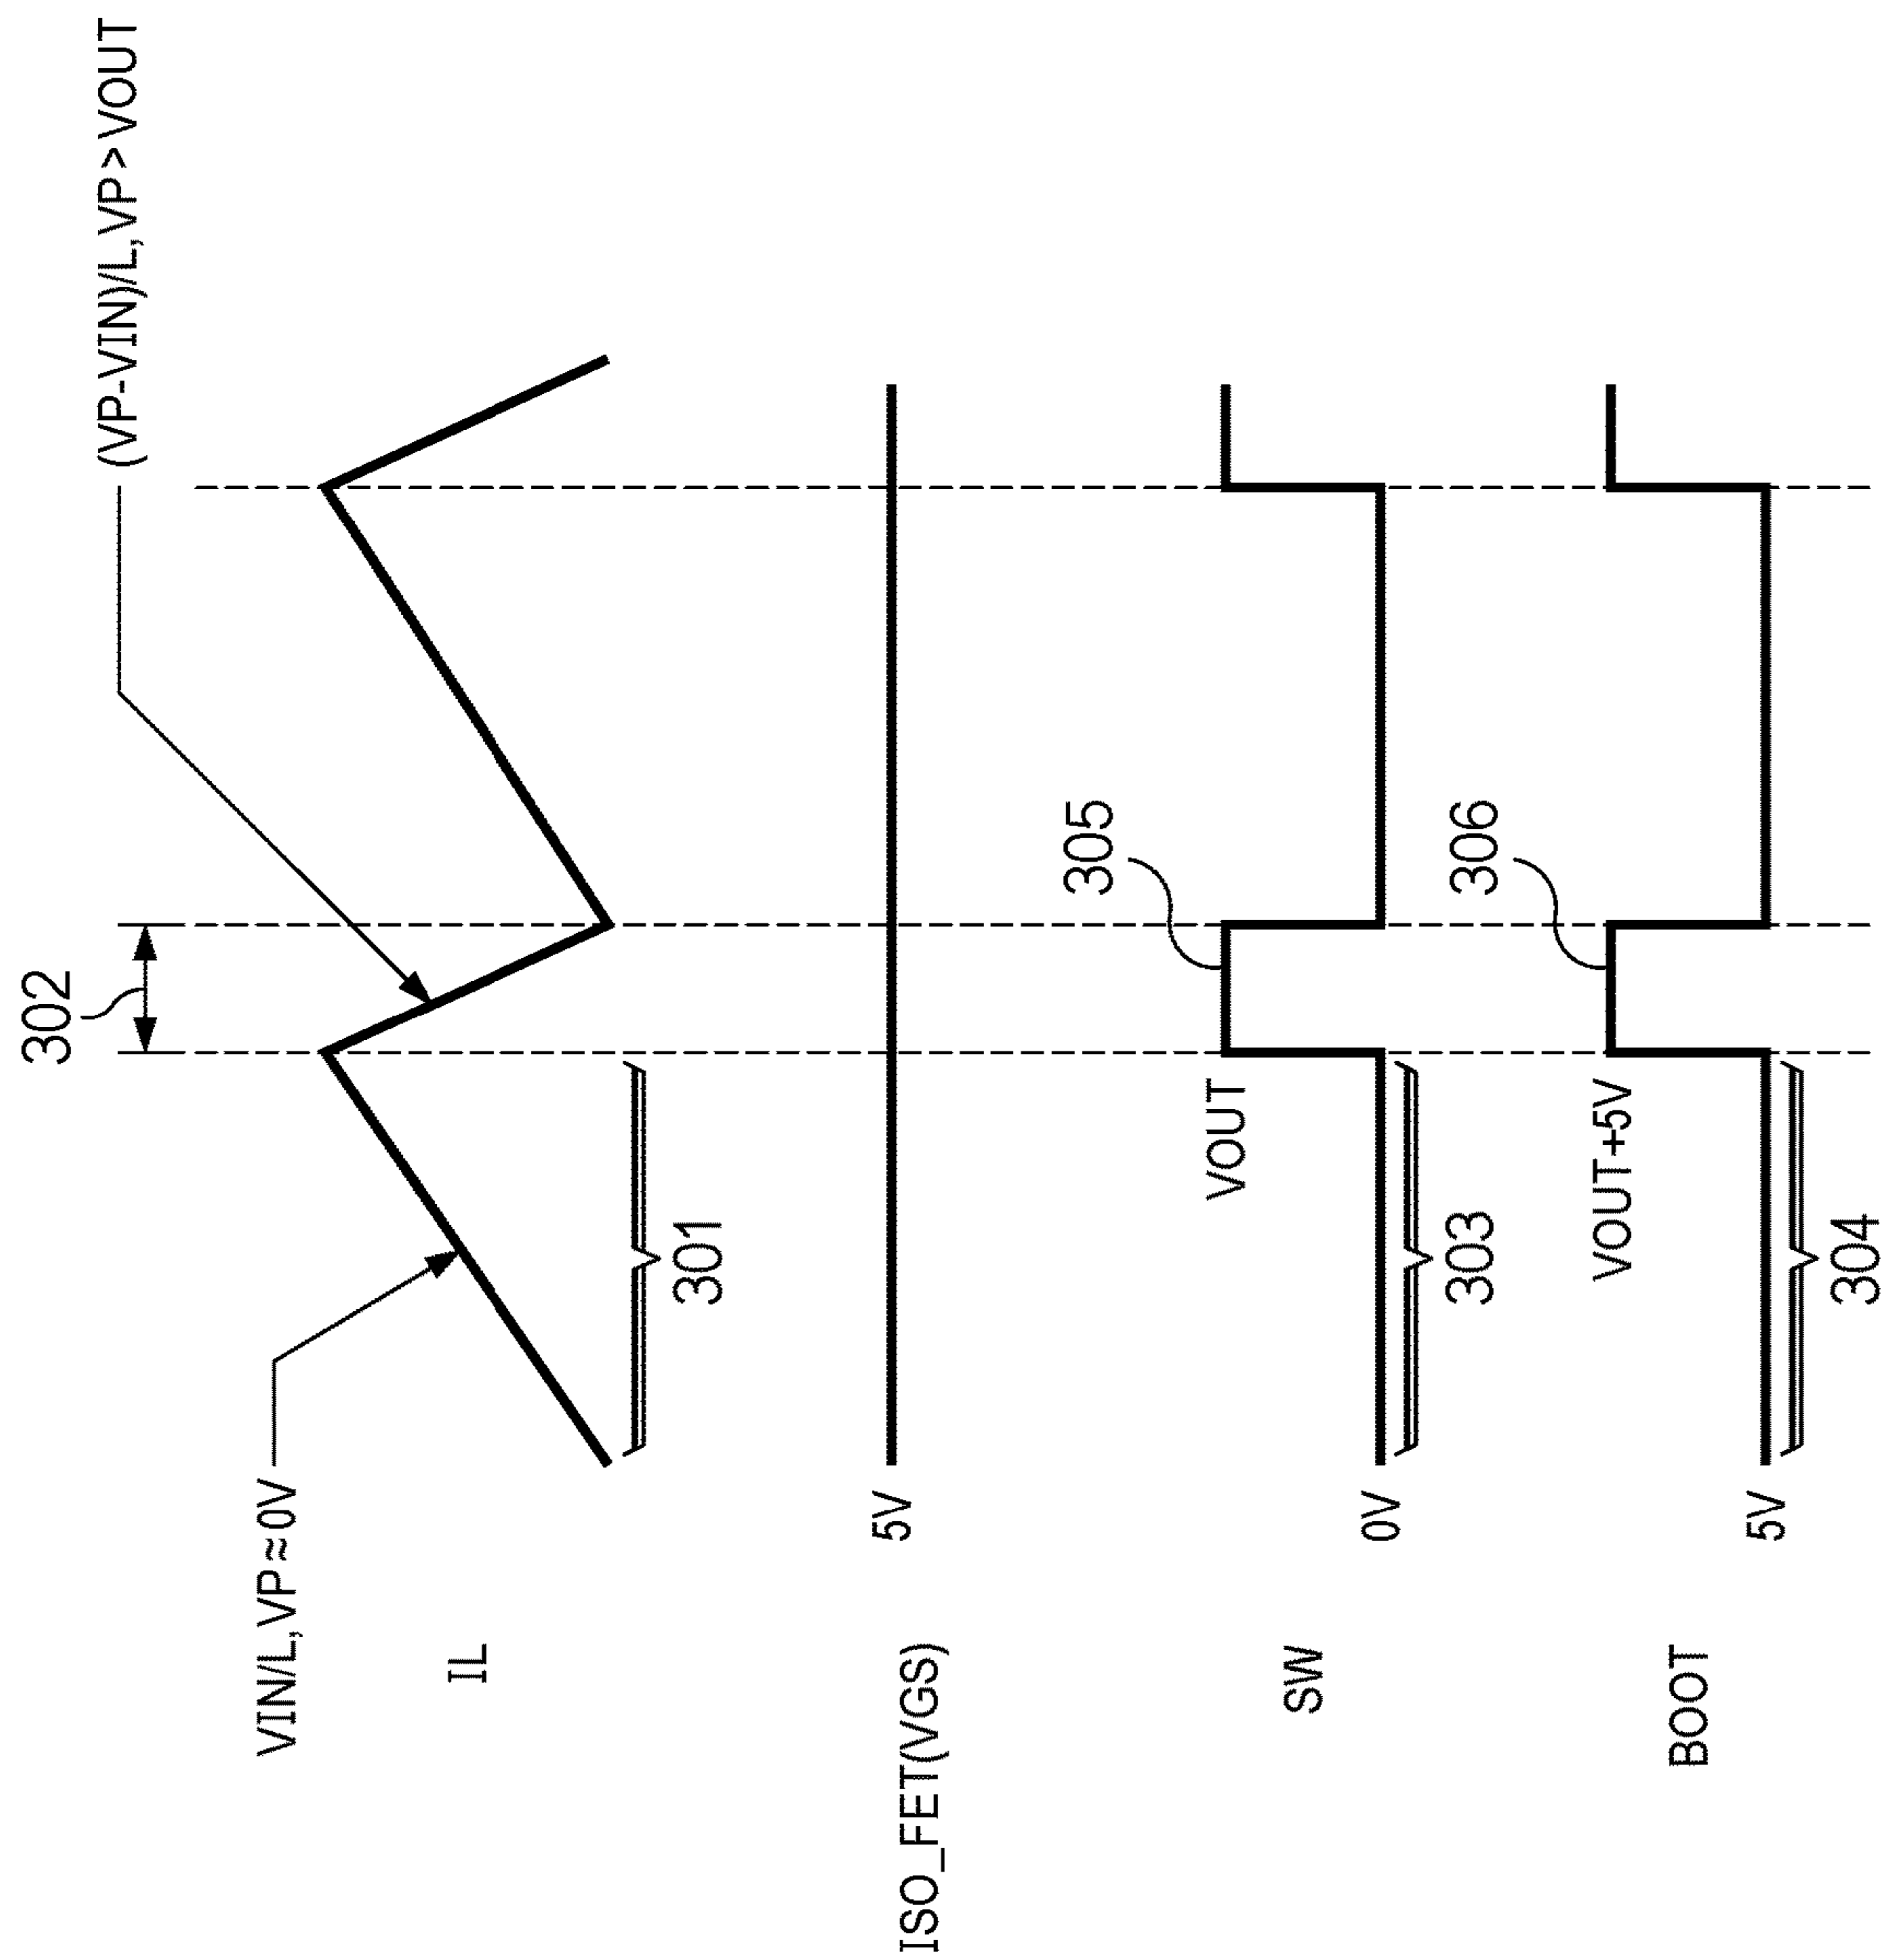 302
(VP-VIN)/L,VP>VOUT
VIN/L,VP≈0V
IL
301
ISO_FET(VGS)
5V
SW
0V
VOUT
305
303
BOOT
5V
VOUT+5V
306
304